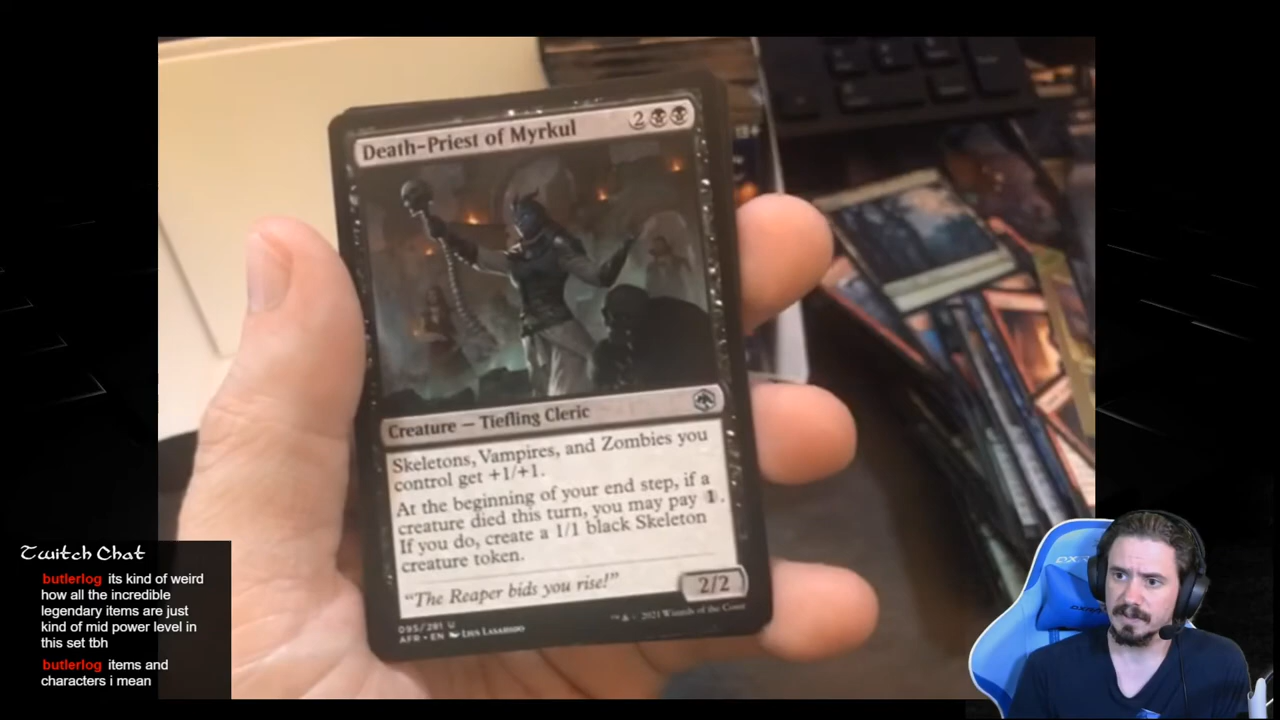 Death-Priest of Myrkul
2
Creature — Tiefling Cleric
Skeletons, Vampires, and Zombies you
control get +1/+1.
At the beginning of your end step, if a
creature died this turn, you may pay 1.
If you do, create a 1/1 black Skeleton
creature token.
"The Reaper bids you rise!"
2/2
095/281 U
AFR • EN Lius Lasahido
™ & © 2021 Wizards of the Coast
Twitch Chat
butlerlog its kind of weird
how all the incredible
legendary items are just
kind of mid power level in
this set tbh
butlerlog items and
characters i mean